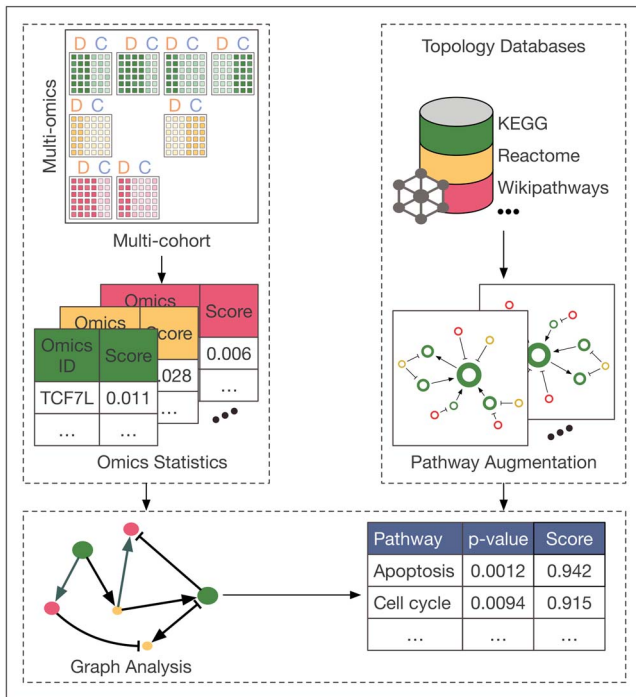 D C D C D C D C
Multi-omics
D C D C
D C D C
Multi-cohort
Omics Score
Omics Score 0.006
Omics ID Score .028 ...
TCF7L 0.011 ...
... ...
Omics Statistics
Topology Databases
KEGG
Reactome
Wikipathways
...
Pathway Augmentation
Graph Analysis
Pathway p-value Score
Apoptosis 0.0012 0.942
Cell cycle 0.0094 0.915
... ... ...